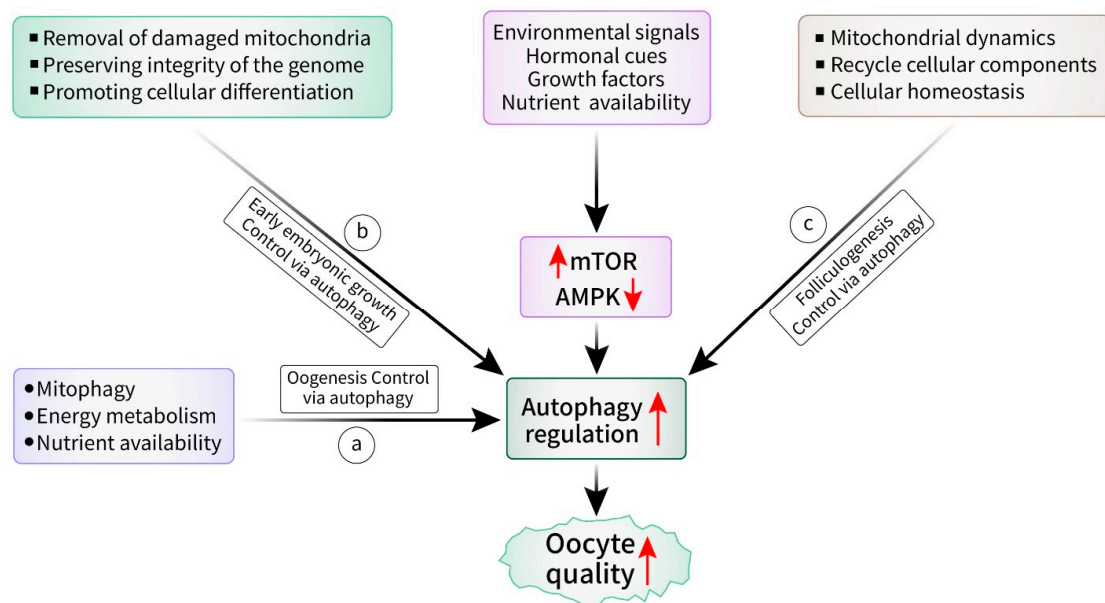 ▪ Removal of damaged mitochondria
▪ Preserving integrity of the genome
▪ Promoting cellular differentiation
Environmental signals
Hormonal cues
Growth factors
Nutrient availability
▪ Mitochondrial dynamics
▪ Recycle cellular components
▪ Cellular homeostasis
b
Early embryonic growth
Control via autophagy
mTOR
AMPK
c
Folliculogenesis
Control via autophagy
• Mitophagy
• Energy metabolism
• Nutrient availability
Oogenesis Control
via autophagy
a
Autophagy
regulation
Oocyte
quality